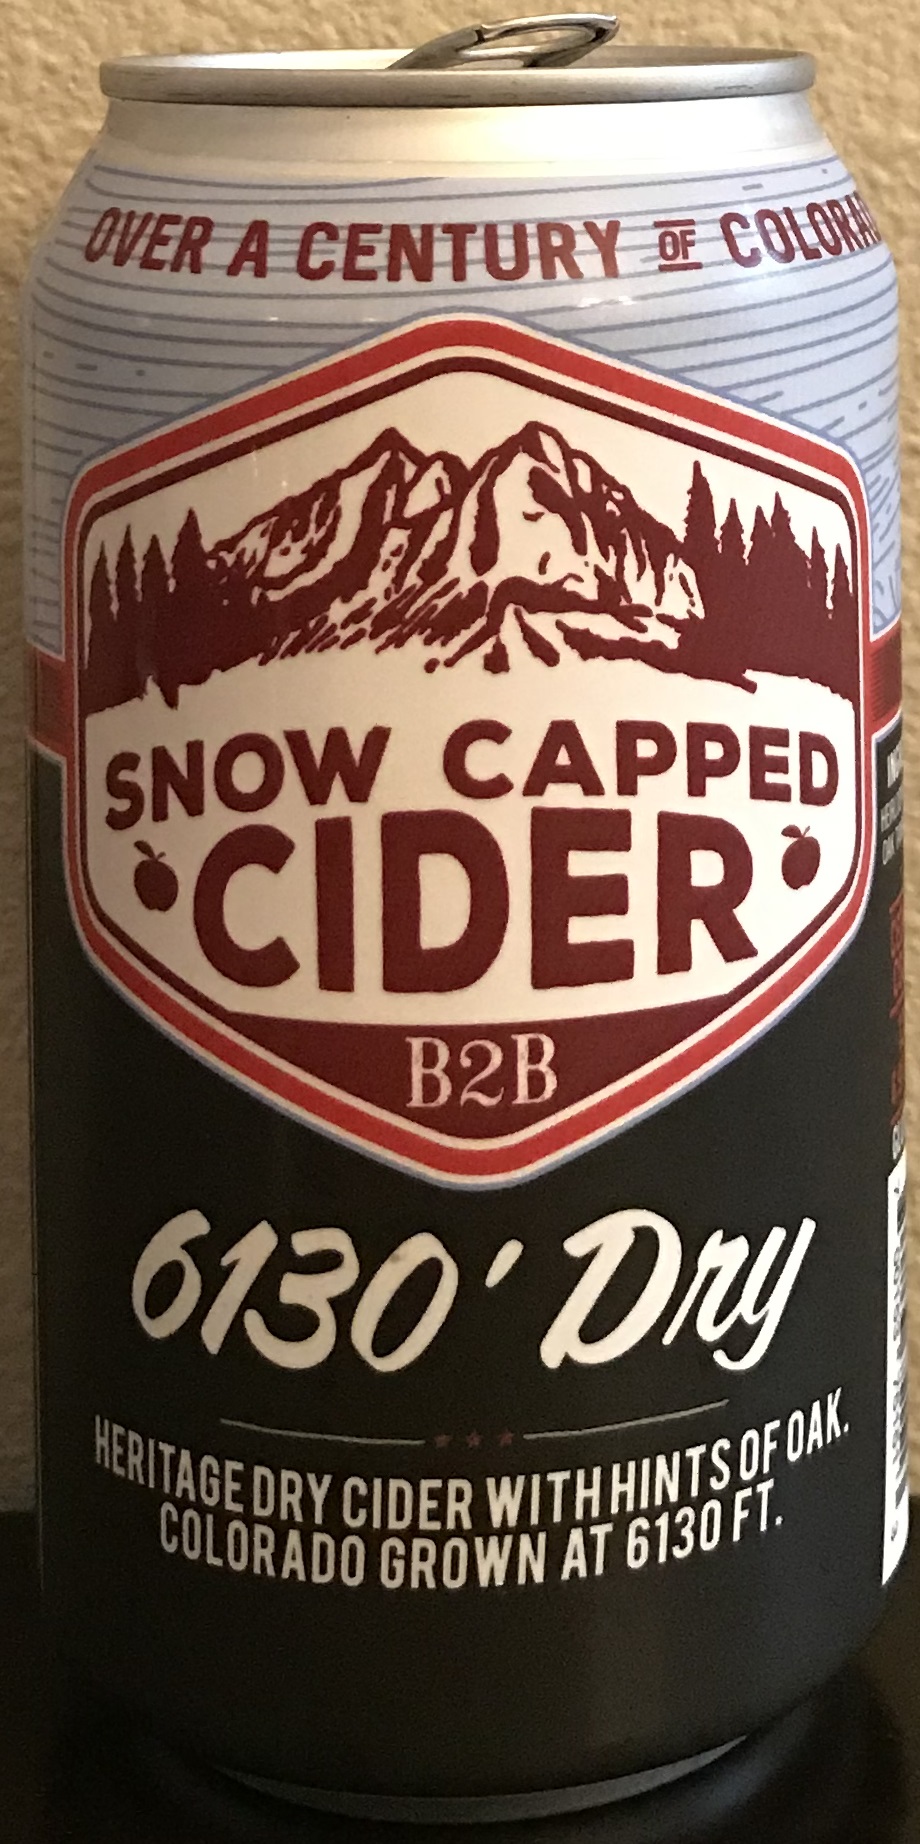 OVER A CENTURY OF
SNOW CAPPED
CIDER
B2B
6130' Dry
HERITAGE DRY CIDER WITH HINTS OF OAK.
COLORADO GROWN AT 6130 FT.